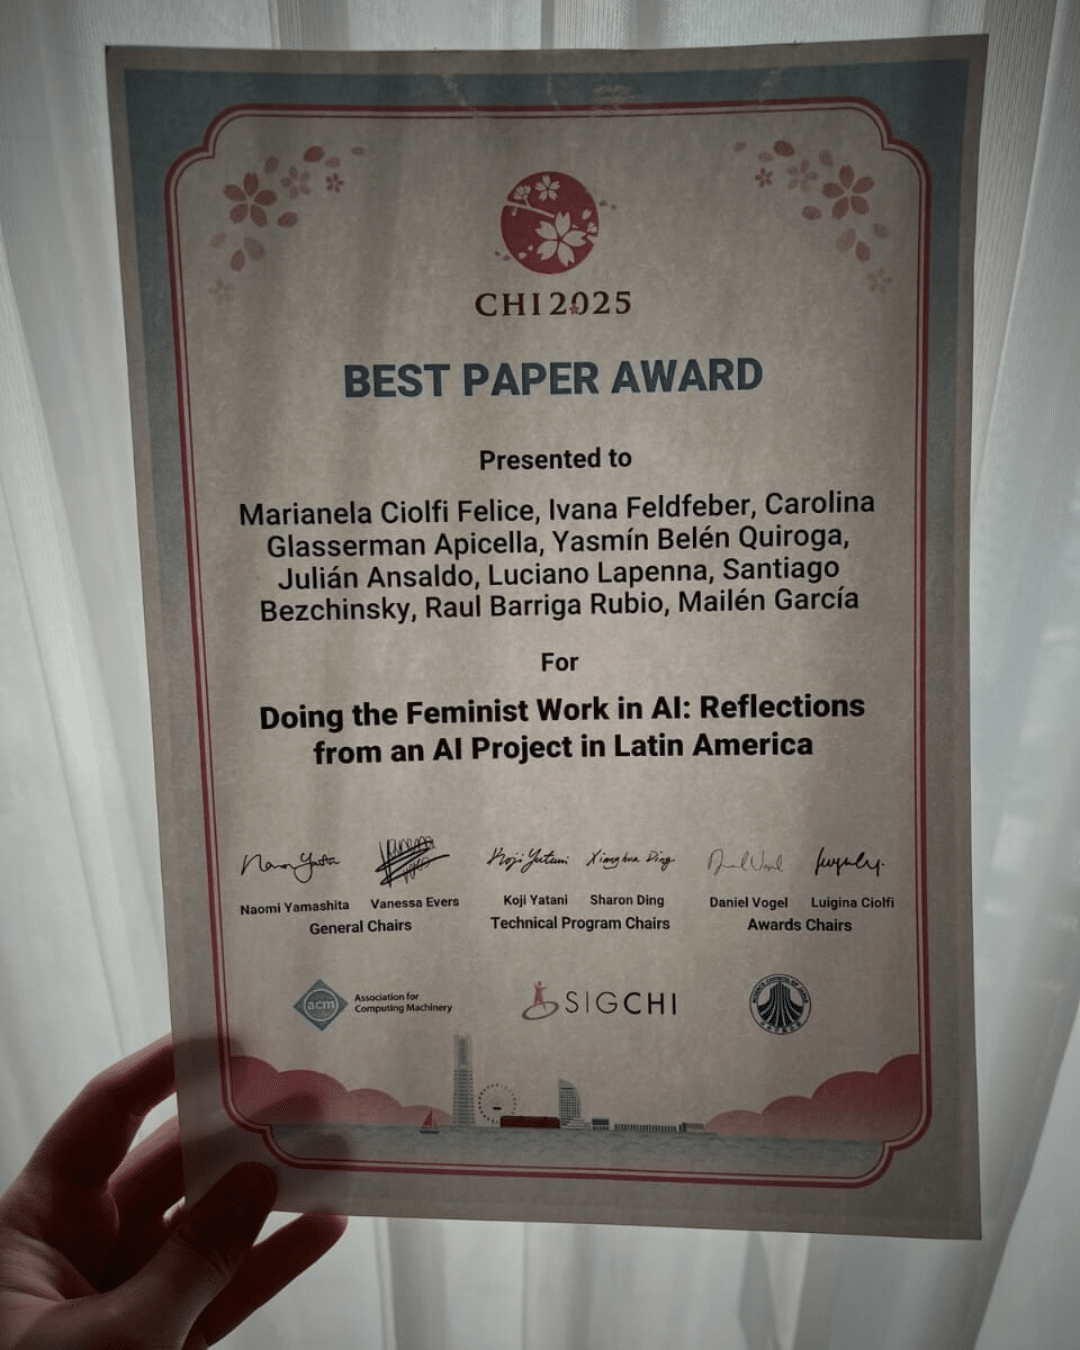 CHI 2025
BEST PAPER AWARD
Presented to
Marianela Ciolfi Felice, Ivana Feldfeber, Carolina
Glasserman Apicella, Yasmín Belén Quiroga,
Julián Ansaldo, Luciano Lapenna, Santiago
Bezchinsky, Raul Barriga Rubio, Mailén García
For
Doing the Feminist Work in AI: Reflections
from an AI Project in Latin America
Naomi Yamashita Vanessa Evers Koji Yatani Sharon Ding Daniel Vogel Luigina Ciolfi
General Chairs Technical Program Chairs Awards Chairs
acm Association for
Computing Machinery
SIGCHI